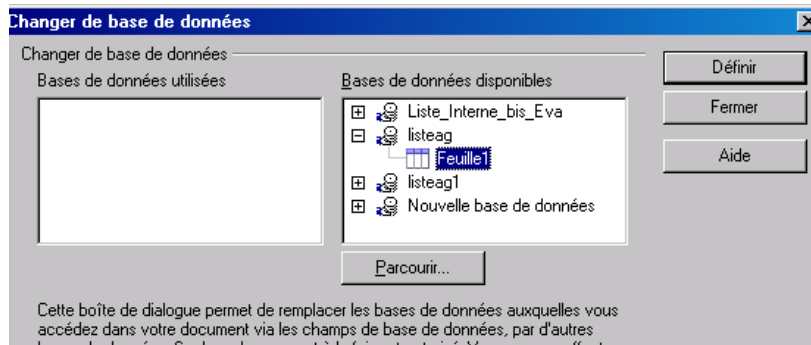 Changer de base de données
Changer de base de données
Bases de données utilisées
Bases de données disponibles
Liste_Interne_bis_Eva
listeag
Feuille1
listeag1
Nouvelle base de données
Parcourir...
Définir
Fermer
Aide
Cette boîte de dialogue permet de remplacer les bases de données auxquelles vous
accédez dans votre document via les champs de base de données, par d'autres